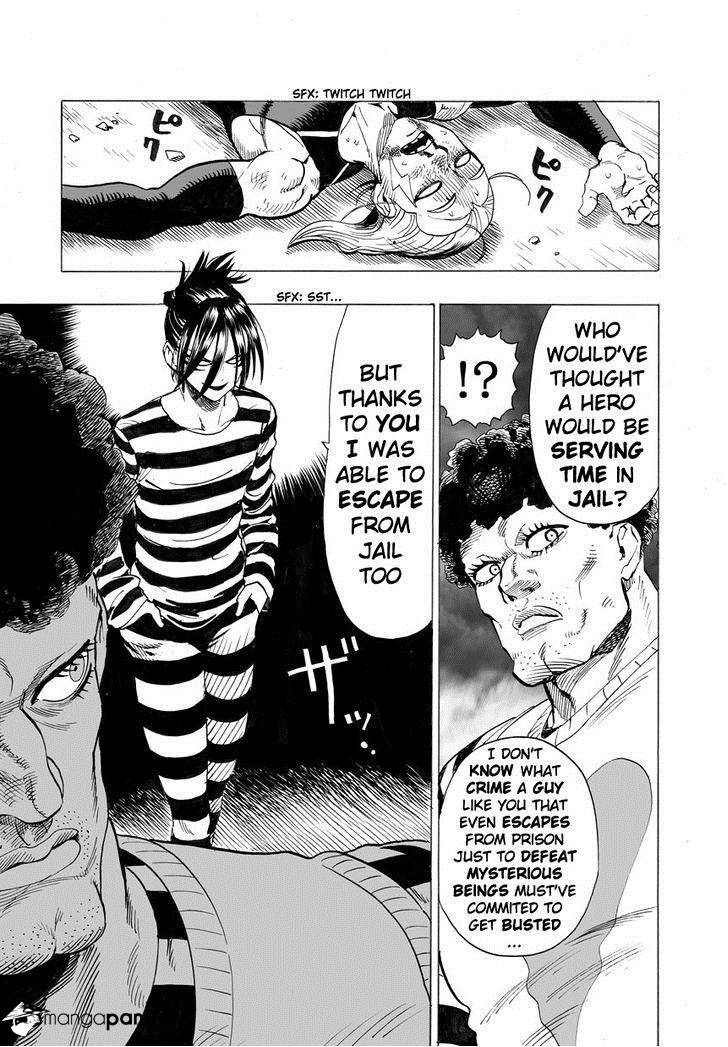 SFX: TWITCH TWITCH
ピク
ピク
WHO
WOULD'VE
THOUGHT
A HERO
WOULD BE
SERVING
TIME IN
JAIL?
!?
I DON'T
KNOW WHAT
CRIME A GUY
LIKE YOU THAT
EVEN ESCAPES
FROM PRISON
JUST TO DEFEAT
MYSTERIOUS
BEINGS MUST'VE
COMMITED TO
GET BUSTED
...
SFX: SST...
BUT
THANKS
TO YOU
I WAS
ABLE TO
ESCAPE
FROM
JAIL
TOO
ザッ…
mangapan